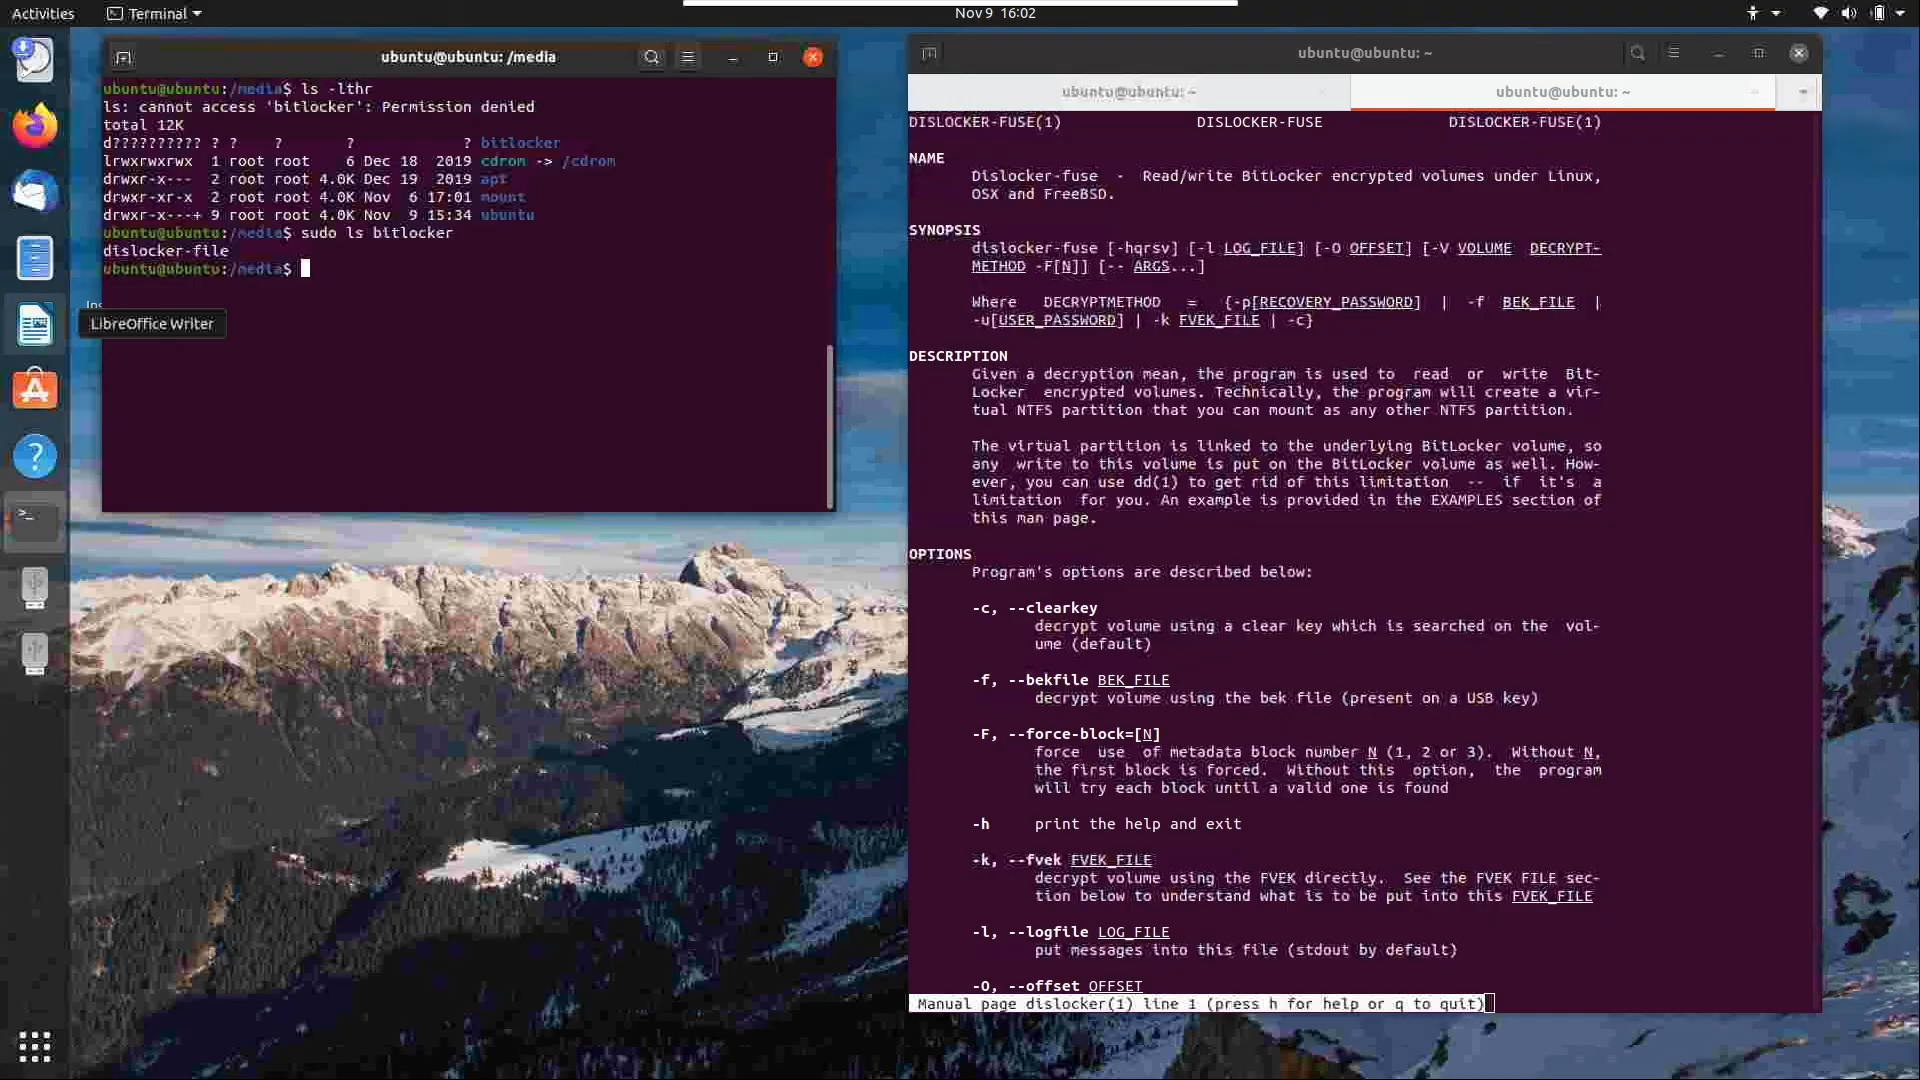 Activities
Terminal
Nov 9 16:02
ubuntu@ubuntu: /media
ubuntu@ubuntu:/media$ ls -lthr
ls: cannot access 'bitlocker': Permission denied
total 12K
d?????????? ? ?    ?      ?             ? bitlocker
lrwxrwxrwx  1 root root    6 Dec 18  2019 cdrom -> /cdrom
drwxr-x---  2 root root 4.0K Dec 19  2019 apt
drwxr-xr-x  2 root root 4.0K Nov  6 17:01 mount
drwxr-x---+ 9 root root 4.0K Nov  9 15:34 ubuntu
ubuntu@ubuntu:/media$ sudo ls bitlocker
dislocker-file
ubuntu@ubuntu:/media$
Ins
LibreOffice Writer
ubuntu@ubuntu: ~
ubuntu@ubuntu: ~
ubuntu@ubuntu: ~
DISLOCKER-FUSE(1) DISLOCKER-FUSE DISLOCKER-FUSE(1)
NAME
Dislocker-fuse - Read/write BitLocker encrypted volumes under Linux,
OSX and FreeBSD.
SYNOPSIS
dislocker-fuse [-hqrsv] [-l LOG_FILE] [-O OFFSET] [-V VOLUME DECRYPT-
METHOD -F[N]] [-- ARGS...]
Where DECRYPTMETHOD = {-p[RECOVERY_PASSWORD] | -f BEK_FILE |
-u[USER_PASSWORD] | -k FVEK_FILE | -c}
DESCRIPTION
Given a decryption mean, the program is used to read or write Bit-
Locker encrypted volumes. Technically, the program will create a vir-
tual NTFS partition that you can mount as any other NTFS partition.
The virtual partition is linked to the underlying BitLocker volume, so
any write to this volume is put on the BitLocker volume as well. How-
ever, you can use dd(1) to get rid of this limitation -- if it's a
limitation for you. An example is provided in the EXAMPLES section of
this man page.
OPTIONS
Program's options are described below:
-c, --clearkey
decrypt volume using a clear key which is searched on the vol-
ume (default)
-f, --bekfile BEK_FILE
decrypt volume using the bek file (present on a USB key)
-F, --force-block=[N]
force use of metadata block number N (1, 2 or 3). Without N,
the first block is forced. Without this option, the program
will try each block until a valid one is found
-h print the help and exit
-k, --fvek FVEK_FILE
decrypt volume using the FVEK directly. See the FVEK FILE sec-
tion below to understand what is to be put into this FVEK_FILE
-l, --logfile LOG_FILE
put messages into this file (stdout by default)
-O, --offset OFFSET
Manual page dislocker(1) line 1 (press h for help or q to quit)